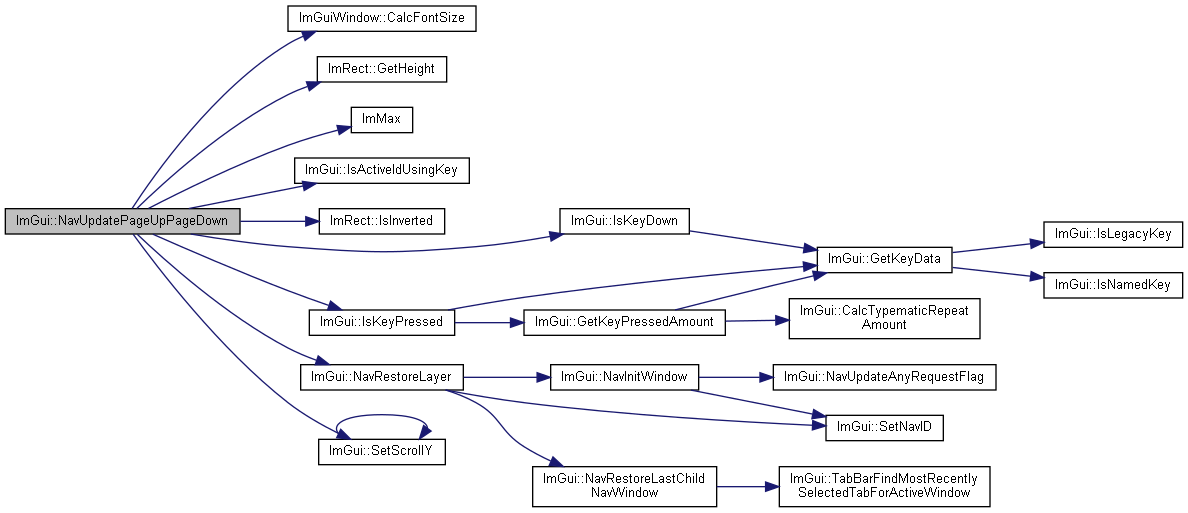 ImGuiWindow::CalcFontSize
ImRect::GetHeight
ImMax
ImGui::IsActiveIdUsingKey
ImGui::NavUpdatePageUpPageDown
ImRect::IsInverted
ImGui::IsKeyDown
ImGui::GetKeyData
ImGui::IsLegacyKey
ImGui::IsNamedKey
ImGui::IsKeyPressed
ImGui::GetKeyPressedAmount
ImGui::CalcTypematicRepeat
Amount
ImGui::NavRestoreLayer
ImGui::NavInitWindow
ImGui::NavUpdateAnyRequestFlag
ImGui::SetNavID
ImGui::SetScrollY
ImGui::NavRestoreLastChild
NavWindow
ImGui::TabBarFindMostRecently
SelectedTabForActiveWindow